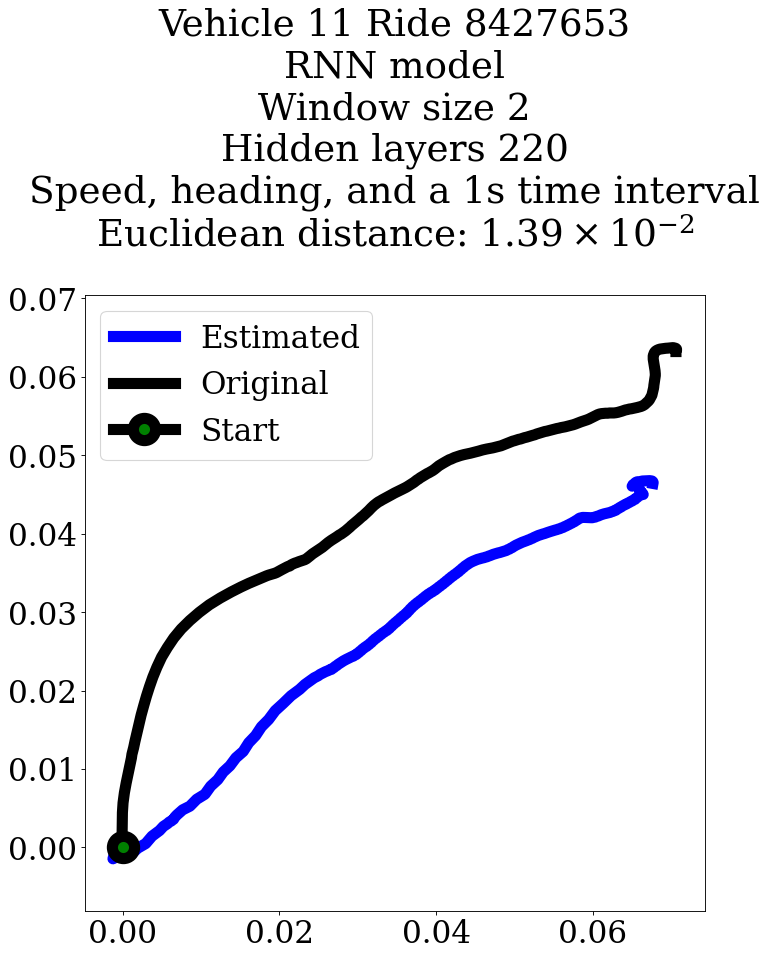 Vehicle 11 Ride 8427653
RNN model
Window size 2
Hidden layers 220
Speed, heading, and a 1s time interval
Euclidean distance: 1.39 × 10⁻²
0.07
0.06
0.05
0.04
0.03
0.02
0.01
0.00
Estimated
Original
Start
0.00 0.02 0.04 0.06